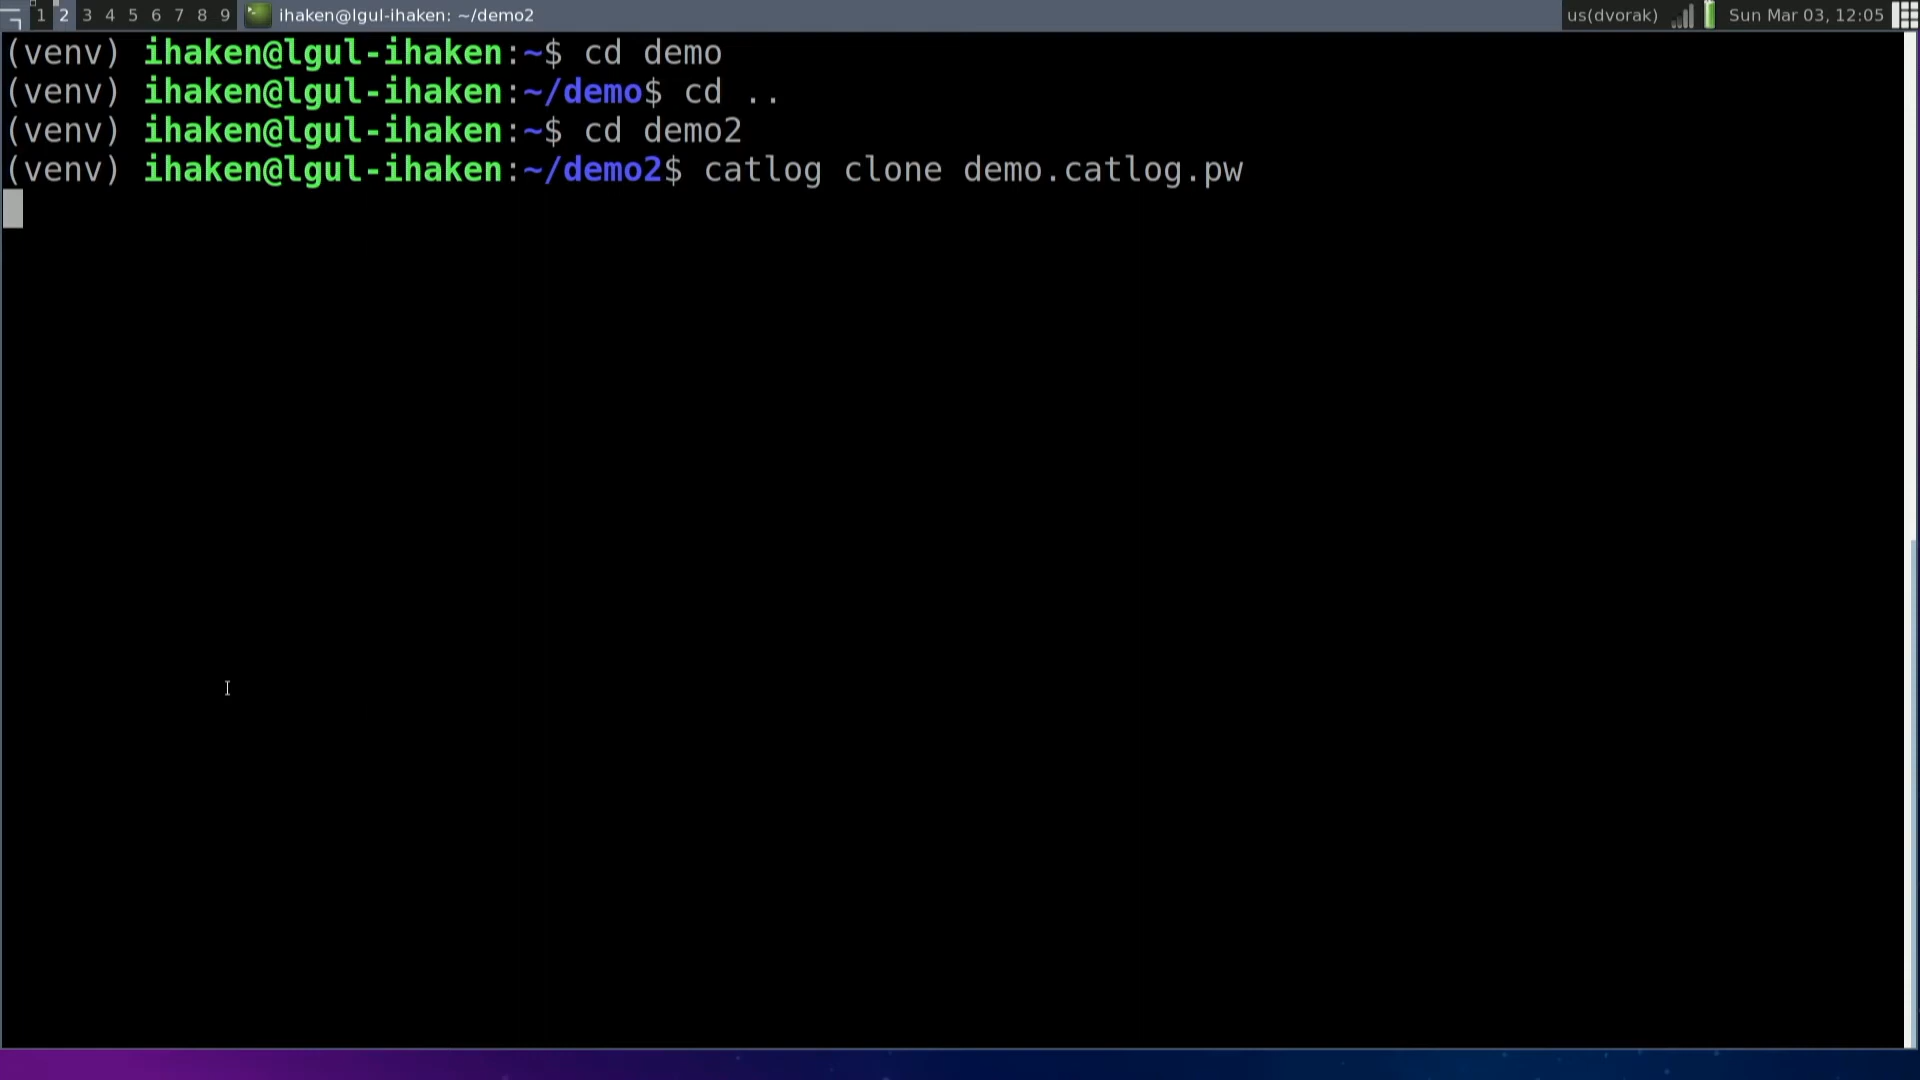 1 2 3 4 5 6 7 8 9 ihaken@lgul-ihaken: ~/demo2 us(dvorak) Sun Mar 03, 12:05
(venv) ihaken@lgul-ihaken:~$ cd demo
(venv) ihaken@lgul-ihaken:~/demo$ cd ..
(venv) ihaken@lgul-ihaken:~$ cd demo2
(venv) ihaken@lgul-ihaken:~/demo2$ catlog clone demo.catlog.pw